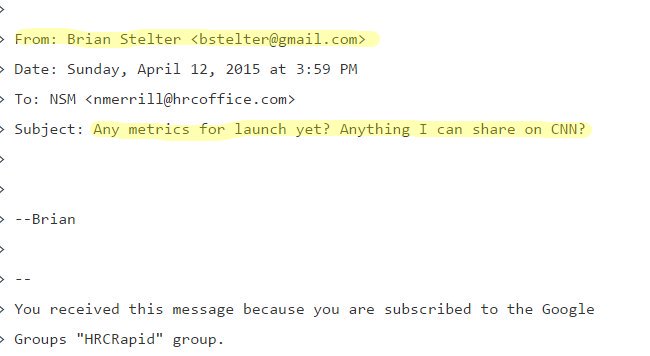 >
> From: Brian Stelter <bstelter@gmail.com>
> Date: Sunday, April 12, 2015 at 3:59 PM
> To: NSM <nmerrill@hrcoffice.com>
> Subject: Any metrics for launch yet? Anything I can share on CNN?
>
>
> --Brian
>
> --
> You received this message because you are subscribed to the Google
> Groups "HRCRapid" group.